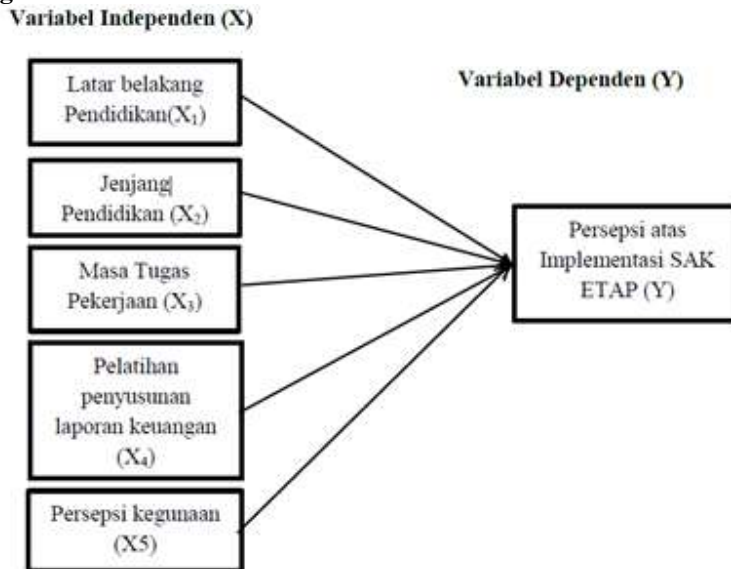 Variabel Independen (X)
Variabel Dependen (Y)
Latar belakang
Pendidikan(X₁)
Jenjang
Pendidikan (X₂)
Masa Tugas
Pekerjaan (X₃)
Pelatihan
penyusunan
laporan keuangan
(X₄)
Persepsi kegunaan
(X5)
Persepsi atas
Implementasi SAK
ETAP (Y)